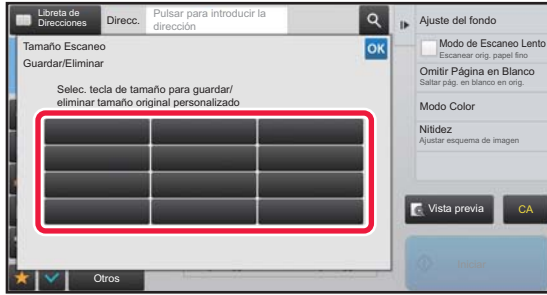 Libreta de
Direcciones
Direcc.
Pulsar para introducir la
dirección
Tamaño Escaneo
OK
Guardar/Eliminar
Selec. tecla de tamaño para guardar/
eliminar tamaño original personalizado
Otros
Ajuste del fondo
Modo de Escaneo Lento
Escanear orig. papel fino
Omitir Página en Blanco
Saltar pág. en blanco en orig.
Modo Color
Nitidez
Ajustar esquema de imagen
Vista previa
CA